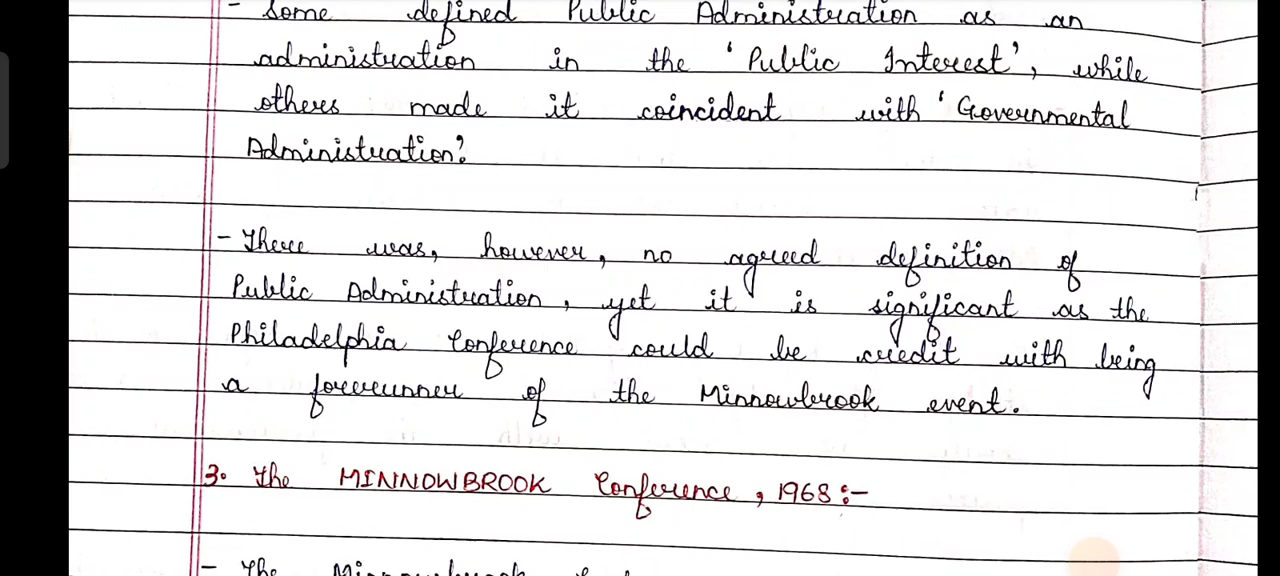 - Some defined Public Administration as an
administration in the 'Public Interest', while
others made it coincident with 'Governmental
Administration'.
- There was, however, no agreed definition of
Public Administration, yet it is significant as the
Philadelphia Conference could be credit with being
a forerunner of the Minnowbrook event.
3. The MINNOWBROOK Conference, 1968:-
- The Minnowbrook